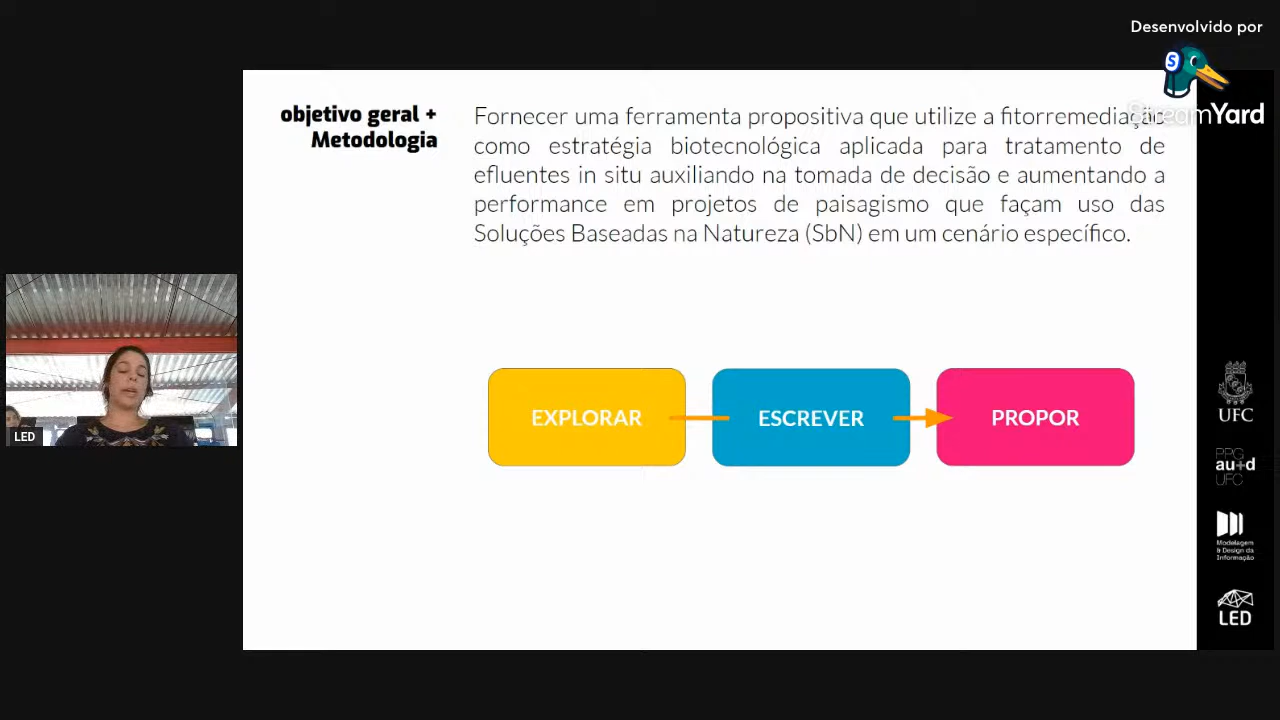 Desenvolvido por
S
StreamYard
objetivo geral +
Metodologia
Fornecer uma ferramenta propositiva que utilize a fitorremediação
como estratégia biotecnológica aplicada para tratamento de
efluentes in situ auxiliando na tomada de decisão e aumentando a
performance em projetos de paisagismo que façam uso das
Soluções Baseadas na Natureza (SbN) em um cenário específico.
EXPLORAR
ESCREVER
PROPOR
LED
UFC
PPG
au+d
UFC
Modelagem
& Design da
Informação
LED